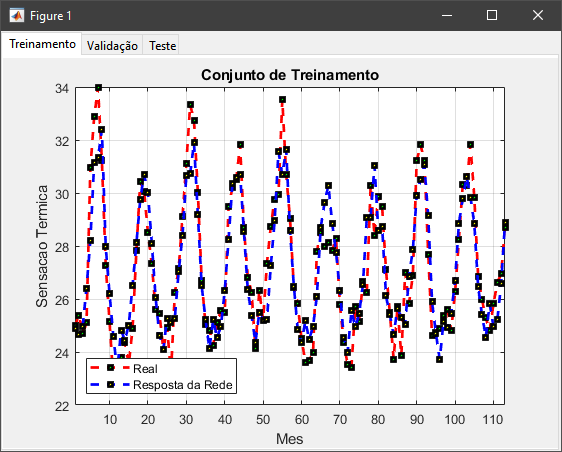 Figure 1
Treinamento Validação Teste
Conjunto de Treinamento
34
32
30
28
26
24
22
Sensacao Termica
Real
Resposta da Rede
10 20 30 40 50 60 70 80 90 100 110
Mes